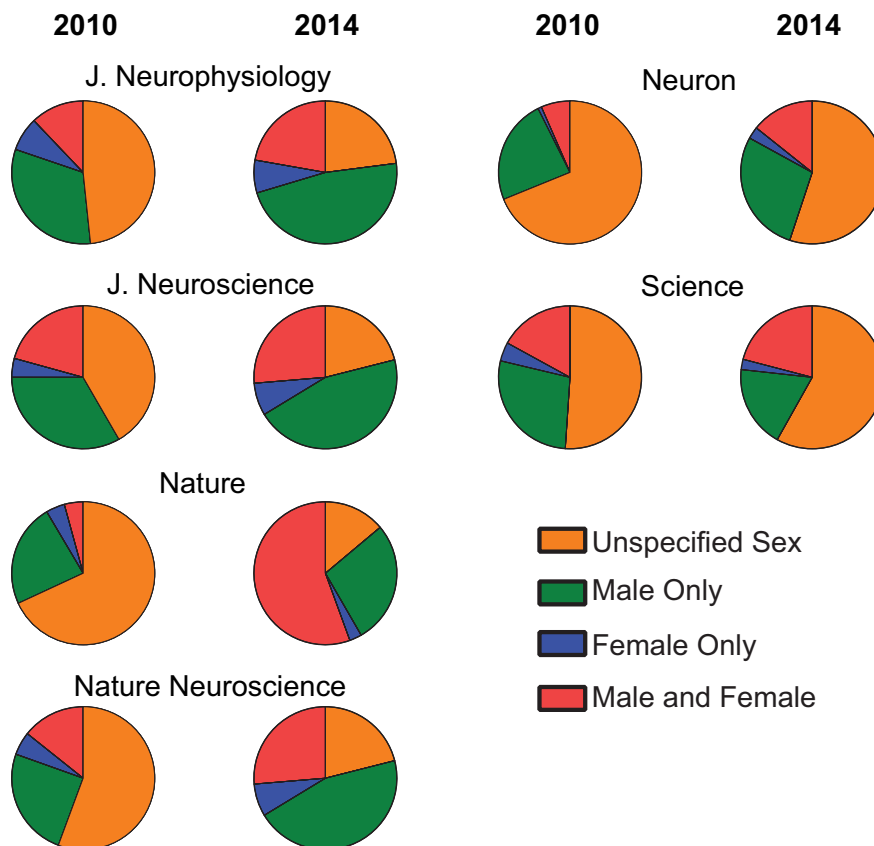 2010 2014 2010 2014
J. Neurophysiology Neuron
J. Neuroscience Science
Nature
Unspecified Sex
Male Only
Female Only
Nature Neuroscience
Male and Female